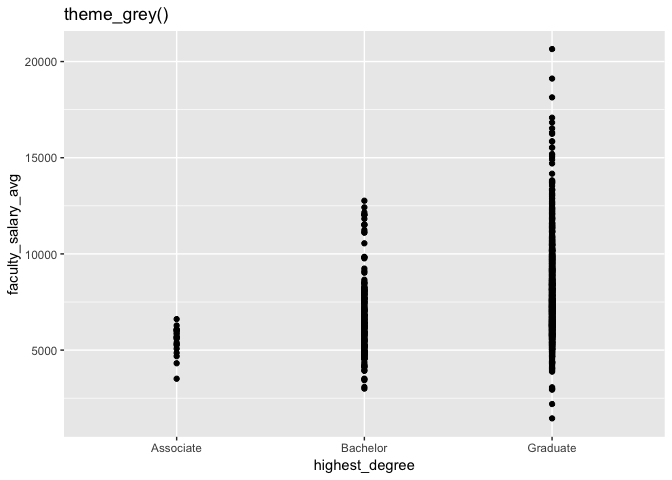 theme_grey()
20000
15000
10000
5000
faculty_salary_avg
Associate Bachelor Graduate
highest_degree